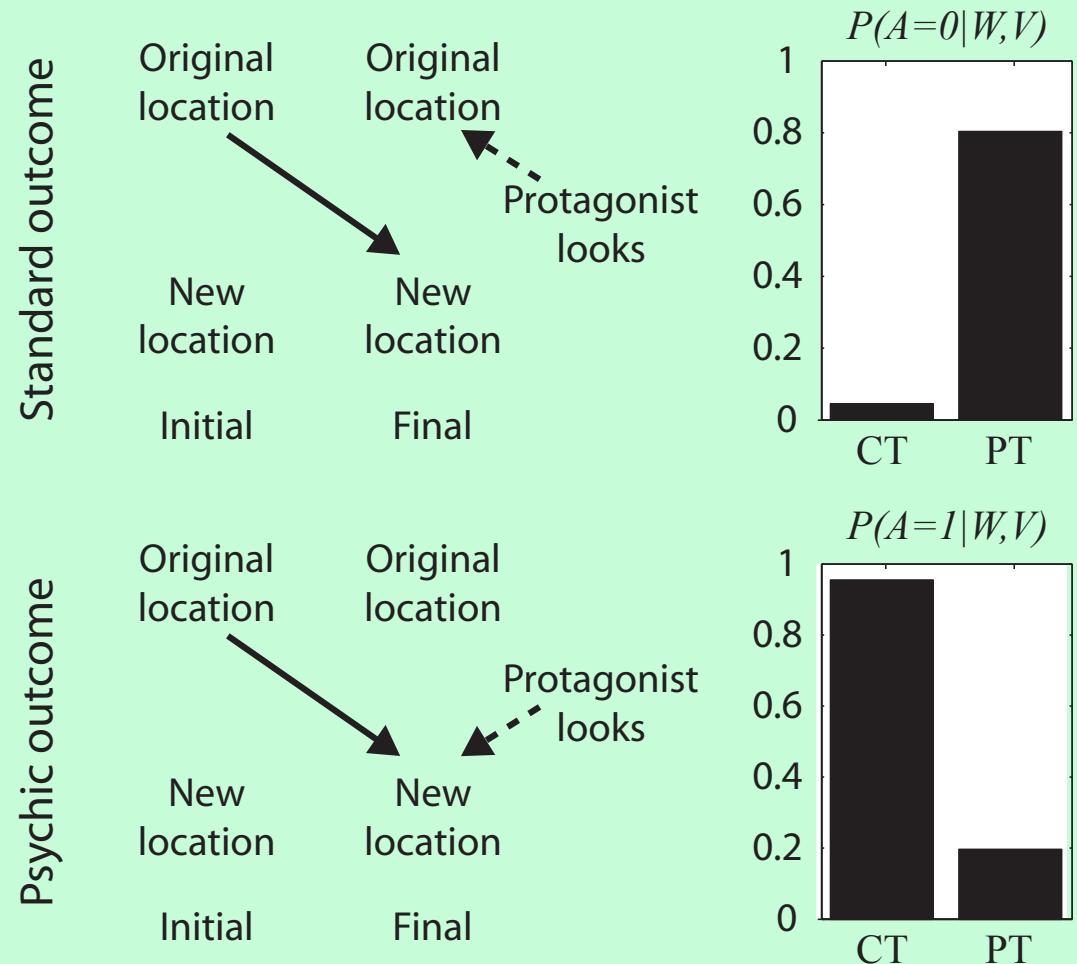 Standard outcome
Original
location
Original
location
Protagonist
looks
New
location
New
location
Initial
Final
P(A=0|W,V)
1
0.8
0.6
0.4
0.2
0
CT
PT
Psychic outcome
Original
location
Original
location
Protagonist
looks
New
location
New
location
Initial
Final
P(A=1|W,V)
1
0.8
0.6
0.4
0.2
0
CT
PT